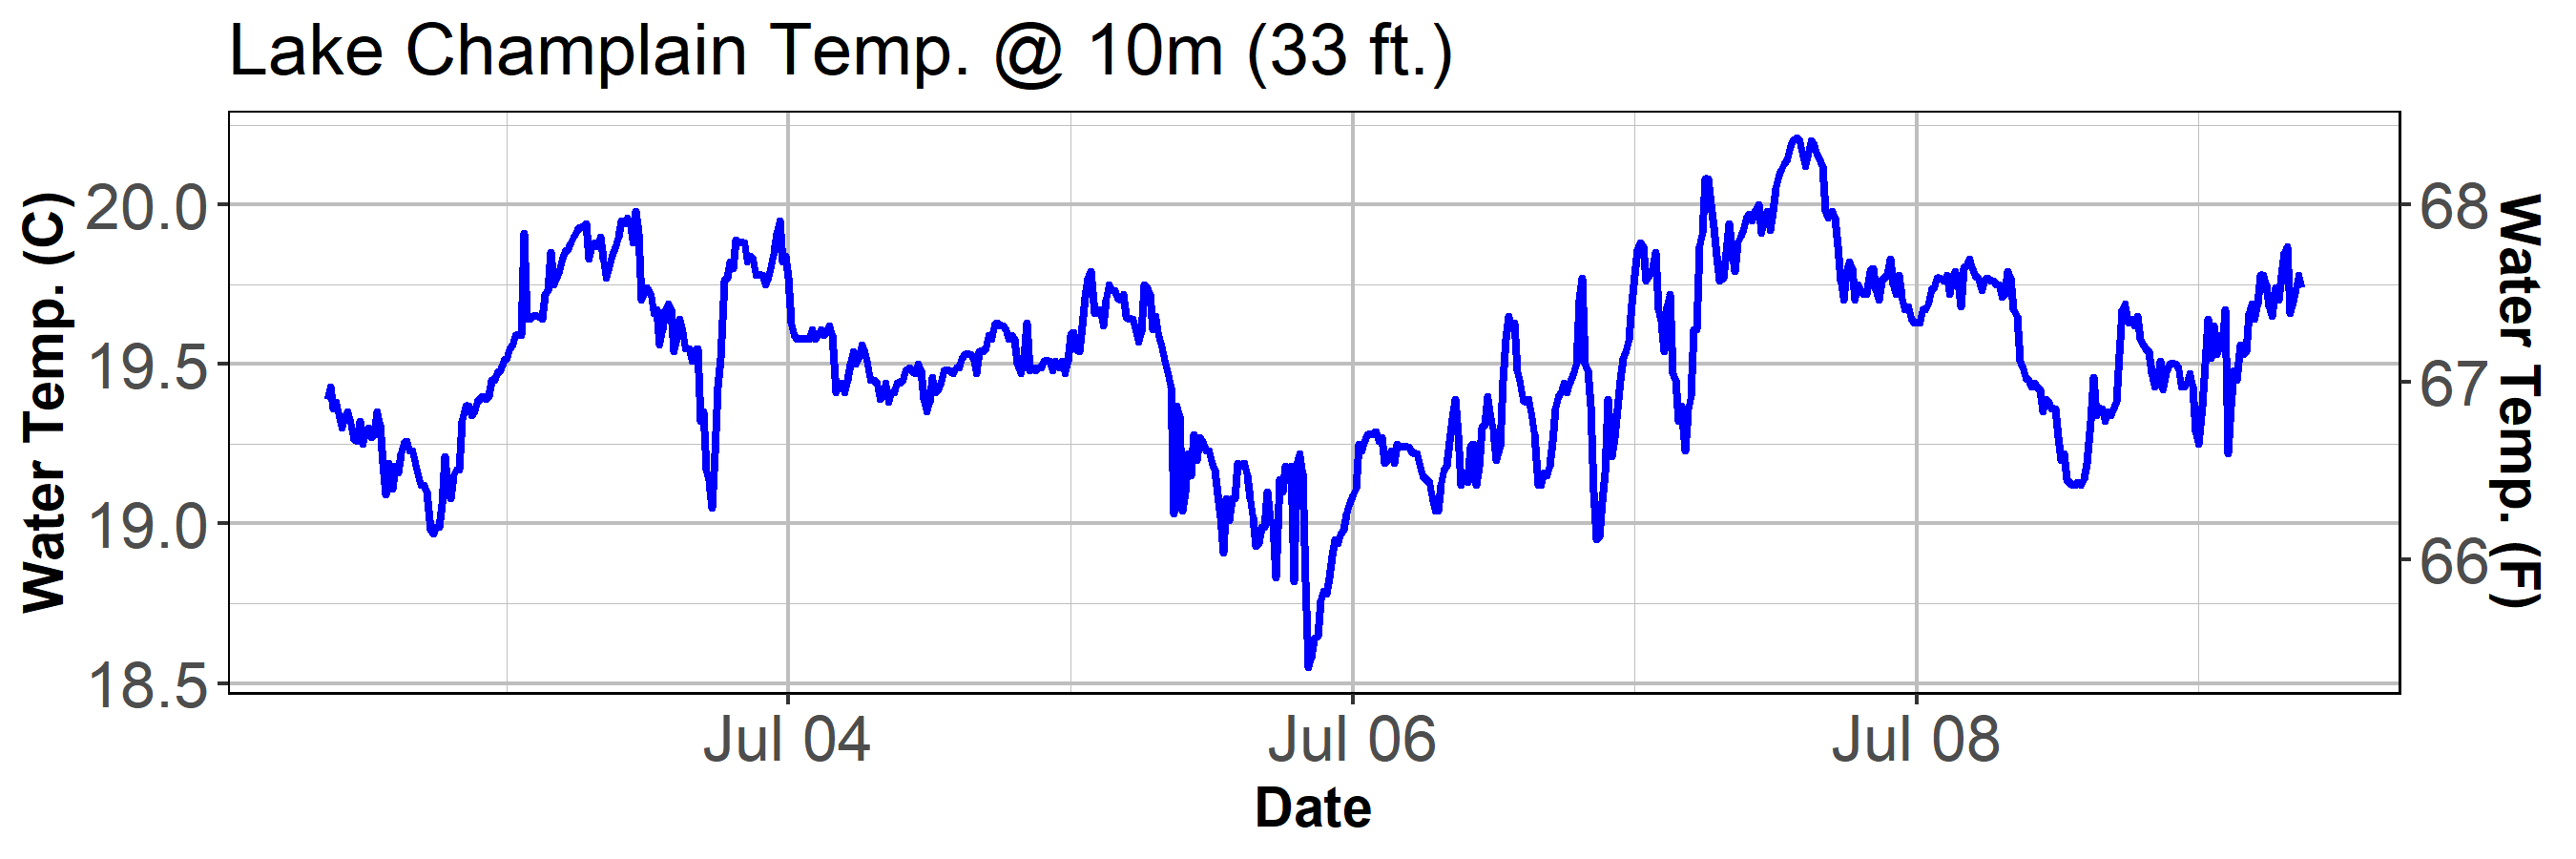 Lake Champlain Temp. @ 10m (33 ft.)
Water Temp. (C)
20.0
19.5
19.0
18.5
68
67
66
Water Temp. (F)
Jul 04
Jul 06
Jul 08
Date